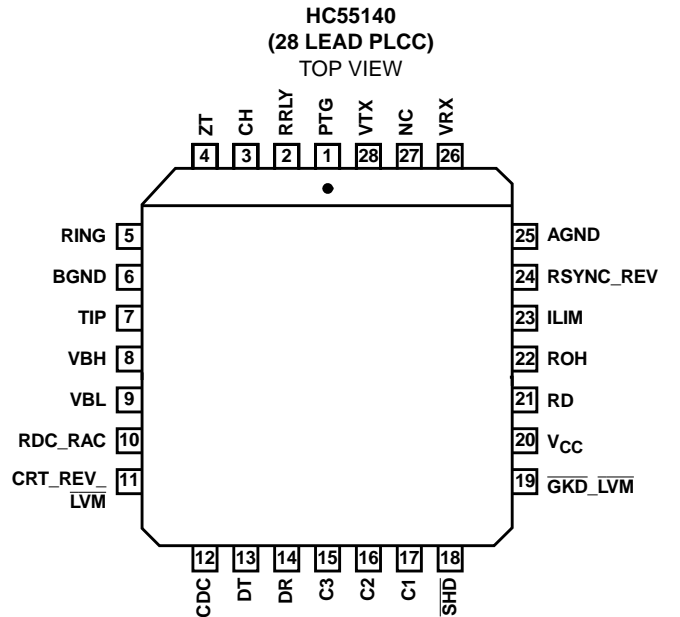 HC55140
(28 LEAD PLCC)
TOP VIEW
ZT
CH
RRLY
PTG
VTX
NC
VRX
4
3
2
1
28
27
26
RING 5
BGND 6
TIP 7
VBH 8
VBL 9
RDC_RAC 10
CRT_REV_ 11
LVM
25 AGND
24 RSYNC_REV
23 ILIM
22 ROH
21 RD
20 VCC
19 GKD_LVM
12
13
14
15
16
17
18
CDC
DT
DR
C3
C2
C1
SHD